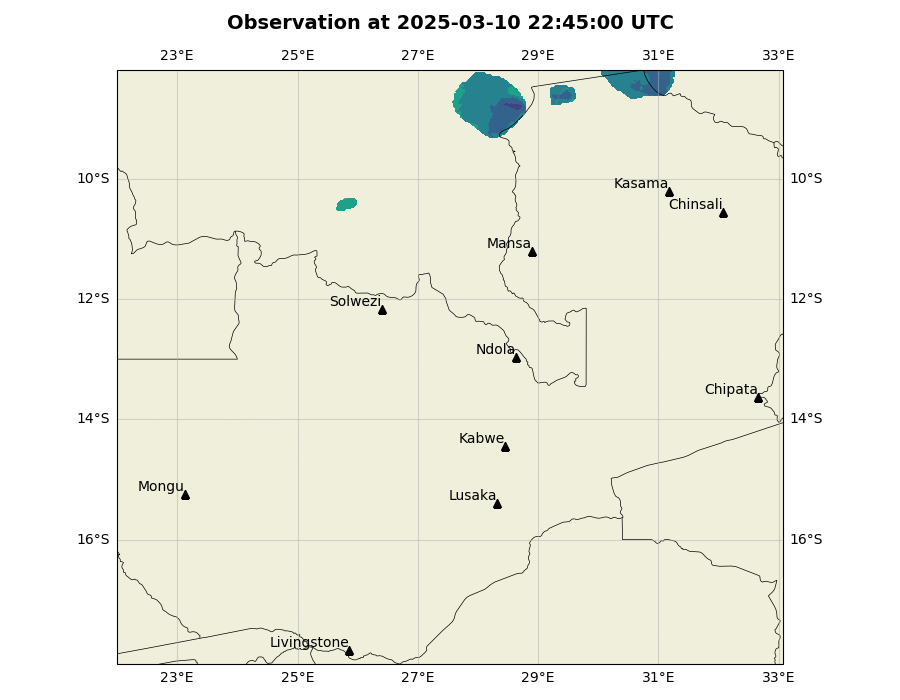 Observation at 2025-03-10 22:45:00 UTC
23°E 25°E 27°E 29°E 31°E 33°E
10°S 10°S
Kasama
Chinsali
Mansa
12°S 12°S
Solwezi
Ndola
Chipata
14°S 14°S
Kabwe
Mongu
Lusaka
16°S 16°S
Livingstone
23°E 25°E 27°E 29°E 31°E 33°E